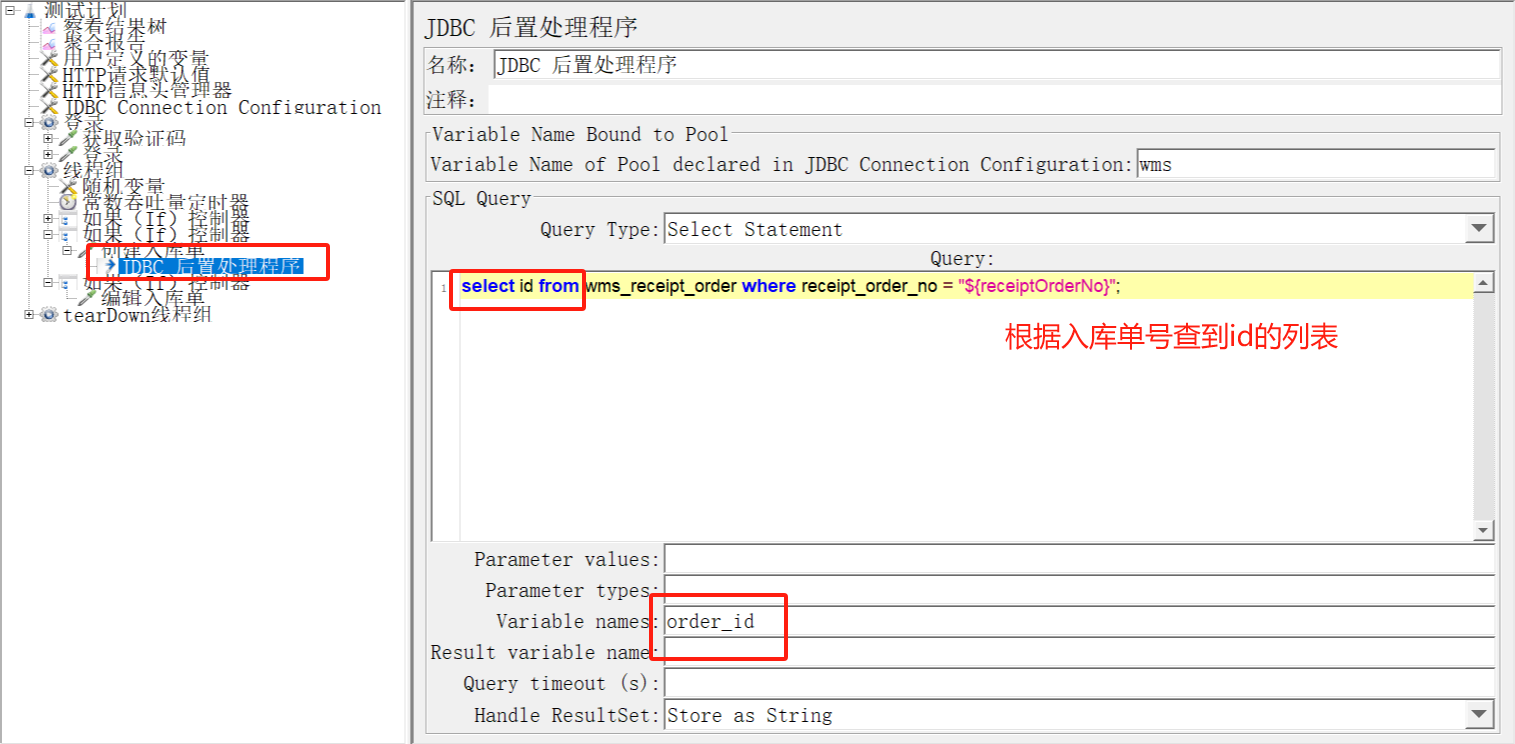 测试计划
察看结果树
聚合报告
用户定义的变量
HTTP请求默认值
HTTP信息头管理器
JDBC Connection Configuration
登录
获取验证码
登录
线程组
随机变量
常数吞吐量定时器
如果（If）控制器
如果（If）控制器
创建入库单
JDBC 后置处理程序
如果（If）控制器
编辑入库单
tearDown线程组
JDBC 后置处理程序
名称： JDBC 后置处理程序
注释：
Variable Name Bound to Pool
Variable Name of Pool declared in JDBC Connection Configuration: wms
SQL Query
Query Type: Select Statement
Query:
1 select id from wms_receipt_order where receipt_order_no = "${receiptOrderNo}";
根据入库单号查到id的列表
Parameter values:
Parameter types:
Variable names: order_id
Result variable name:
Query timeout (s):
Handle ResultSet: Store as String